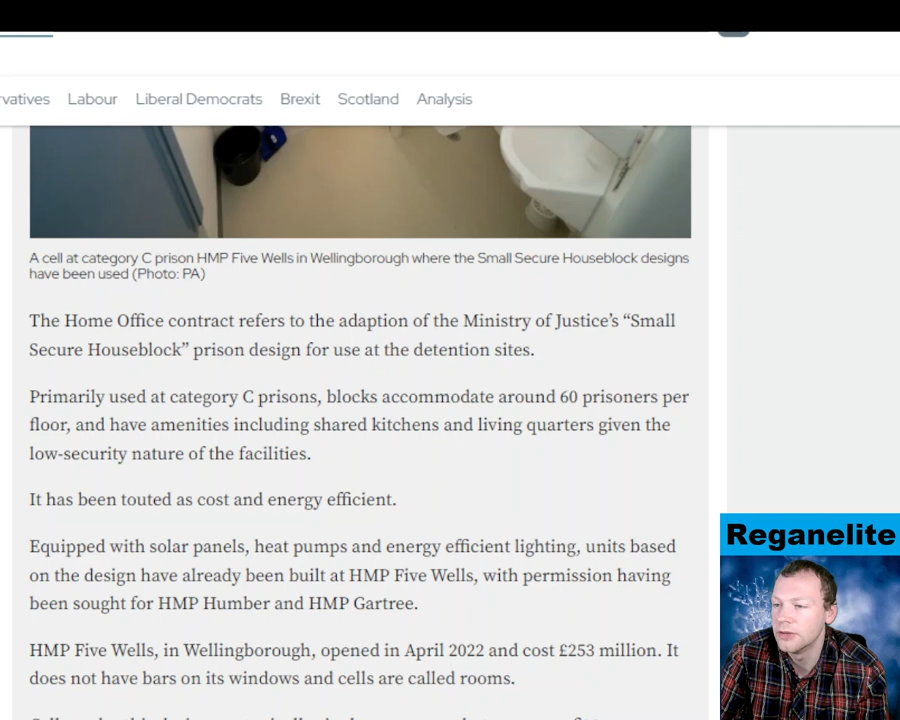 vatives Labour Liberal Democrats Brexit Scotland Analysis
A cell at category C prison HMP Five Wells in Wellingborough where the Small Secure Houseblock designs
have been used (Photo: PA)
The Home Office contract refers to the adaption of the Ministry of Justice’s “Small
Secure Houseblock” prison design for use at the detention sites.
Primarily used at category C prisons, blocks accommodate around 60 prisoners per
floor, and have amenities including shared kitchens and living quarters given the
low-security nature of the facilities.
It has been touted as cost and energy efficient.
Equipped with solar panels, heat pumps and energy efficient lighting, units based
on the design have already been built at HMP Five Wells, with permission having
been sought for HMP Humber and HMP Gartree.
HMP Five Wells, in Wellingborough, opened in April 2022 and cost £253 million. It
does not have bars on its windows and cells are called rooms.
Reganelite